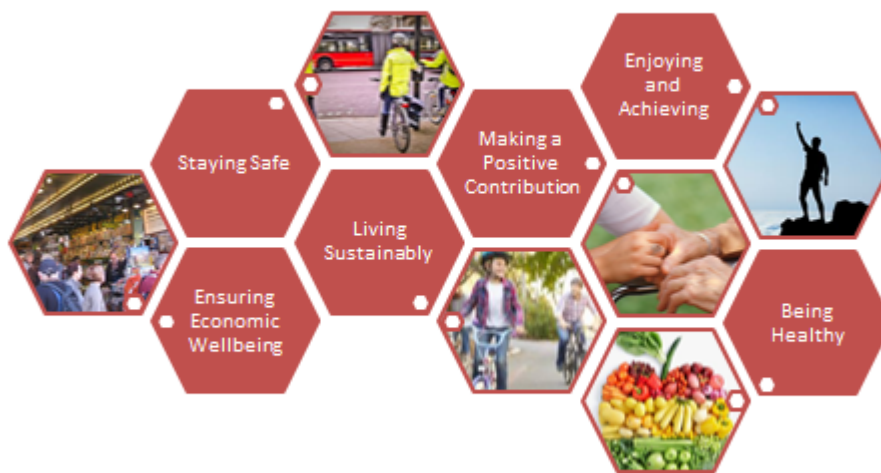 Enjoying
and
Achieving
Staying Safe
Making a
Positive
Contribution
Living
Sustainably
Ensuring
Economic
Wellbeing
Being
Healthy